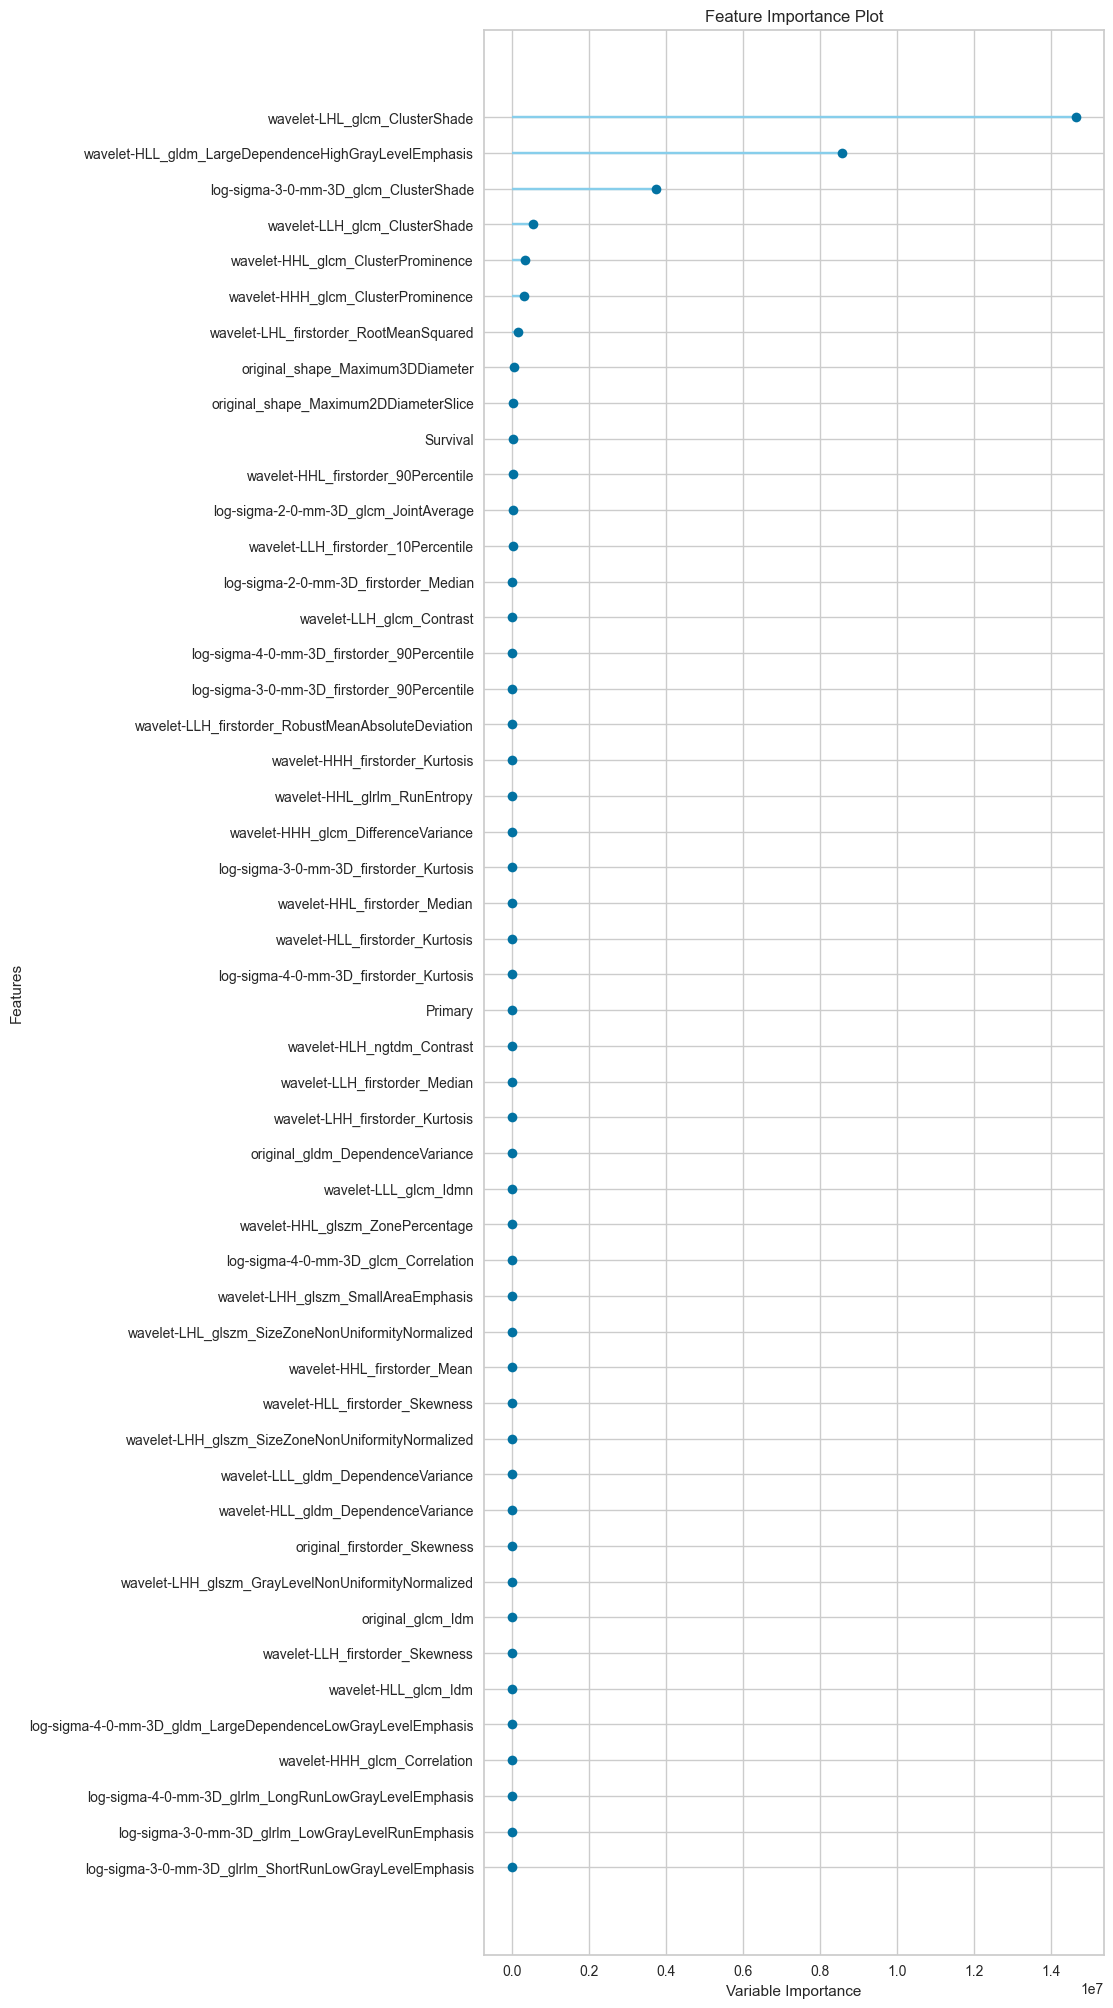 Feature Importance Plot
wavelet-LHL_glcm_ClusterShade
wavelet-HLL_gldm_LargeDependenceHighGrayLevelEmphasis
log-sigma-3-0-mm-3D_glcm_ClusterShade
wavelet-LLH_glcm_ClusterShade
wavelet-HHL_glcm_ClusterProminence
wavelet-HHH_glcm_ClusterProminence
wavelet-LHL_firstorder_RootMeanSquared
original_shape_Maximum3DDiameter
original_shape_Maximum2DDiameterSlice
Survival
wavelet-HHL_firstorder_90Percentile
log-sigma-2-0-mm-3D_glcm_JointAverage
wavelet-LLH_firstorder_10Percentile
log-sigma-2-0-mm-3D_firstorder_Median
wavelet-LLH_glcm_Contrast
log-sigma-4-0-mm-3D_firstorder_90Percentile
log-sigma-3-0-mm-3D_firstorder_90Percentile
wavelet-LLH_firstorder_RobustMeanAbsoluteDeviation
wavelet-HHH_firstorder_Kurtosis
wavelet-HHL_glrlm_RunEntropy
wavelet-HHH_glcm_DifferenceVariance
log-sigma-3-0-mm-3D_firstorder_Kurtosis
wavelet-HHL_firstorder_Median
wavelet-HLL_firstorder_Kurtosis
log-sigma-4-0-mm-3D_firstorder_Kurtosis
Features
Primary
wavelet-HLH_ngtdm_Contrast
wavelet-LLH_firstorder_Median
wavelet-LHH_firstorder_Kurtosis
original_gldm_DependenceVariance
wavelet-LLL_glcm_Idmn
wavelet-HHL_glszm_ZonePercentage
log-sigma-4-0-mm-3D_glcm_Correlation
wavelet-LHH_glszm_SmallAreaEmphasis
wavelet-LHL_glszm_SizeZoneNonUniformityNormalized
wavelet-HHL_firstorder_Mean
wavelet-HLL_firstorder_Skewness
wavelet-LHH_glszm_SizeZoneNonUniformityNormalized
wavelet-LLL_gldm_DependenceVariance
wavelet-HLL_gldm_DependenceVariance
original_firstorder_Skewness
wavelet-LHH_glszm_GrayLevelNonUniformityNormalized
original_glcm_Idm
wavelet-LLH_firstorder_Skewness
wavelet-HLL_glcm_Idm
log-sigma-4-0-mm-3D_gldm_LargeDependenceLowGrayLevelEmphasis
wavelet-HHH_glcm_Correlation
log-sigma-4-0-mm-3D_glrlm_LongRunLowGrayLevelEmphasis
log-sigma-3-0-mm-3D_glrlm_LowGrayLevelRunEmphasis
log-sigma-3-0-mm-3D_glrlm_ShortRunLowGrayLevelEmphasis
0.0 0.2 0.4 0.6 0.8 1.0 1.2 1.4
1e7
Variable Importance